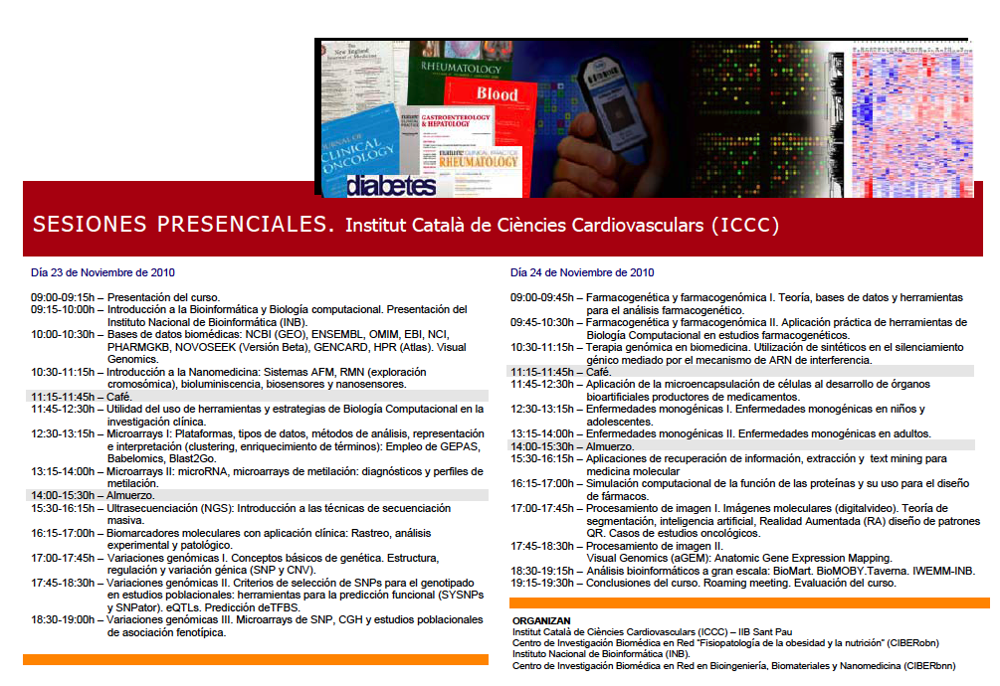 The
New England
Journal of Medicine
RHEUMATOLOGY
Blood
JOURNAL OF
CLINICAL
ONCOLOGY
nature
CLINICAL
PRACTICE
GASTROENTEROLOGY
& HEPATOLOGY
nature CLINICAL PRACTICE
RHEUMATOLOGY
diabetes
SESIONES PRESENCIALES. Institut Català de Ciències Cardiovasculars (ICCC)
Día 23 de Noviembre de 2010
09:00-09:15h – Presentación del curso.
09:15-10:00h – Introducción a la Bioinformática y Biología computacional. Presentación del
Instituto Nacional de Bioinformática (INB).
10:00-10:30h – Bases de datos biomédicas: NCBI (GEO), ENSEMBL, OMIM, EBI, NCI,
PHARMGKB, NOVOSEEK (Versión Beta), GENCARD, HPR (Atlas). Visual
Genomics.
10:30-11:15h – Introducción a la Nanomedicina: Sistemas AFM, RMN (exploración
cromosómica), bioluminiscencia, biosensores y nanosensores.
11:15-11:45h – Café.
11:45-12:30h – Utilidad del uso de herramientas y estrategias de Biología Computacional en la
investigación clínica.
12:30-13:15h – Microarrays I: Plataformas, tipos de datos, métodos de análisis, representación
e interpretación (clustering, enriquecimiento de términos): Empleo de GEPAS,
Babelomics, Blast2Go.
13:15-14:00h – Microarrays II: microRNA, microarrays de metilación: diagnósticos y perfiles de
metilación.
14:00-15:30h – Almuerzo.
15:30-16:15h – Ultrasecuenciación (NGS): Introducción a las técnicas de secuenciación
masiva.
16:15-17:00h – Biomarcadores moleculares con aplicación clínica: Rastreo, análisis
experimental y patológico.
17:00-17:45h – Variaciones genómicas I. Conceptos básicos de genética. Estructura,
regulación y variación génica (SNP y CNV).
17:45-18:30h – Variaciones genómicas II. Criterios de selección de SNPs para el genotipado
en estudios poblacionales: herramientas para la predicción funcional (SYSNPs
y SNPator). eQTLs. Predicción deTFBS.
18:30-19:00h – Variaciones genómicas III. Microarrays de SNP, CGH y estudios poblacionales
de asociación fenotípica.
Día 24 de Noviembre de 2010
09:00-09:45h – Farmacogenética y farmacogenómica I. Teoría, bases de datos y herramientas
para el análisis farmacogenético.
09:45-10:30h – Farmacogenética y farmacogenómica II. Aplicación práctica de herramientas de
Biología Computacional en estudios farmacogenéticos.
10:30-11:15h – Terapia genómica en biomedicina. Utilización de sintéticos en el silenciamiento
génico mediado por el mecanismo de ARN de interferencia.
11:15-11:45h – Café.
11:45-12:30h – Aplicación de la microencapsulación de células al desarrollo de órganos
bioartificiales productores de medicamentos.
12:30-13:15h – Enfermedades monogénicas I. Enfermedades monogénicas en niños y
adolescentes.
13:15-14:00h – Enfermedades monogénicas II. Enfermedades monogénicas en adultos.
14:00-15:30h – Almuerzo.
15:30-16:15h – Aplicaciones de recuperación de información, extracción y text mining para
medicina molecular
16:15-17:00h – Simulación computacional de la función de las proteínas y su uso para el diseño
de fármacos.
17:00-17:45h – Procesamiento de imagen I. Imágenes moleculares (digitalvideo). Teoría de
segmentación, inteligencia artificial, Realidad Aumentada (RA) diseño de patrones
QR. Casos de estudios oncológicos.
17:45-18:30h – Procesamiento de imagen II.
Visual Genomics (aGEM): Anatomic Gene Expression Mapping.
18:30-19:15h – Análisis bioinformáticos a gran escala: BioMart. BioMOBY.Taverna. IWEMM-INB.
19:15-19:30h – Conclusiones del curso. Roaming meeting. Evaluación del curso.
ORGANIZAN
Institut Català de Ciències Cardiovasculars (ICCC) – IIB Sant Pau
Centro de Investigación Biomédica en Red “Fisiopatología de la obesidad y la nutrición” (CIBERobn)
Instituto Nacional de Bioinformática (INB).
Centro de Investigación Biomédica en Red en Bioingeniería, Biomateriales y Nanomedicina (CIBERbnn)